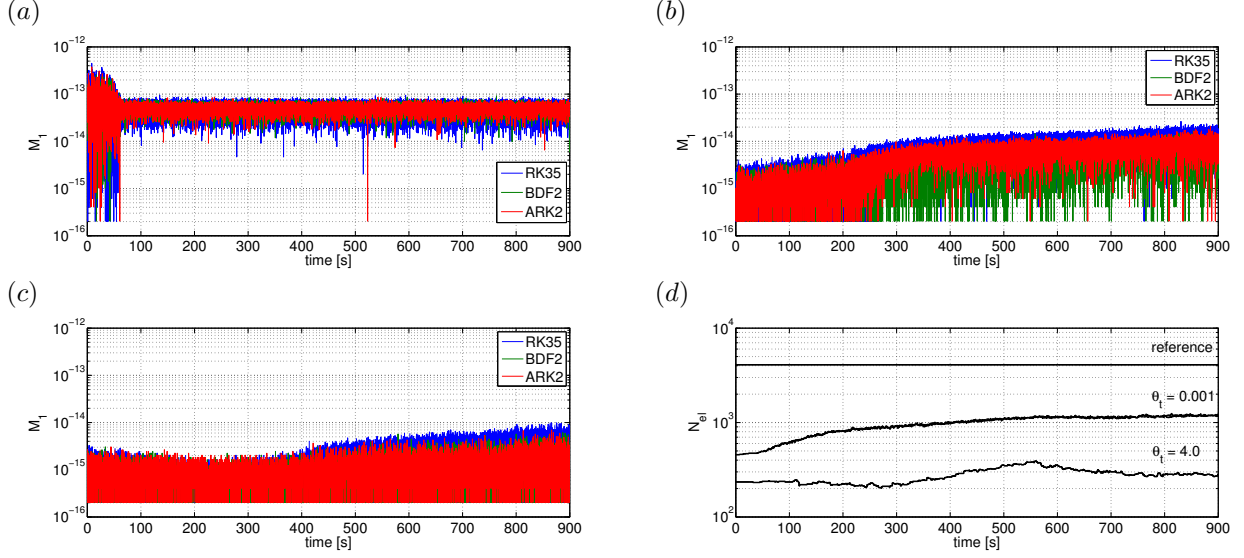 (a)
10^-12
10^-13
10^-14
10^-15
10^-16
M_1
0 100 200 300 400 500 600 700 800 900
time [s]
RK35
BDF2
ARK2
(b)
10^-12
10^-13
10^-14
10^-15
10^-16
M_1
0 100 200 300 400 500 600 700 800 900
time [s]
RK35
BDF2
ARK2
(c)
10^-12
10^-13
10^-14
10^-15
10^-16
M_1
0 100 200 300 400 500 600 700 800 900
time [s]
RK35
BDF2
ARK2
(d)
10^4
10^3
10^2
N_el
0 100 200 300 400 500 600 700 800 900
time [s]
reference
θ_t = 0.001
θ_t = 4.0